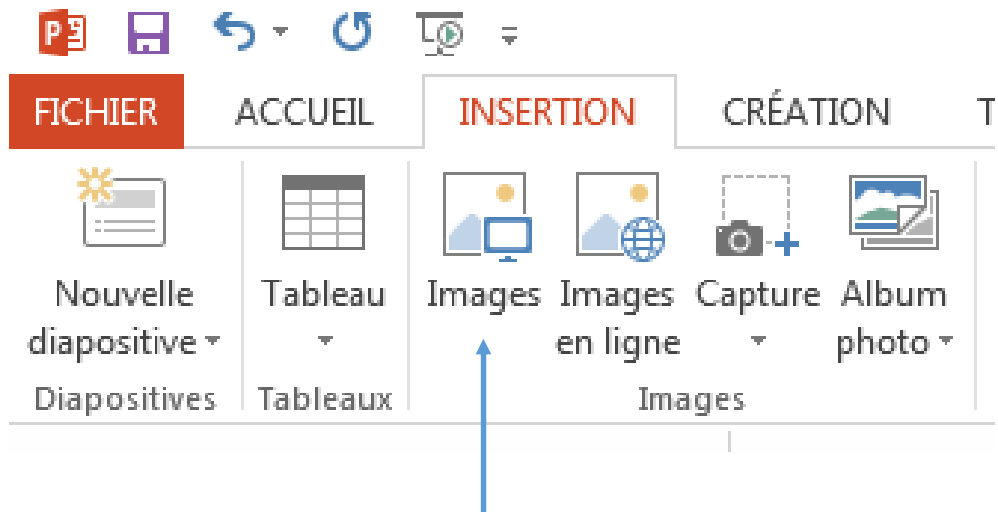 FICHIER ACCUEIL INSERTION CRÉATION T
Nouvelle diapositive
Tableau
Images
Images en ligne
Capture
Album photo
Diapositives Tableaux Images